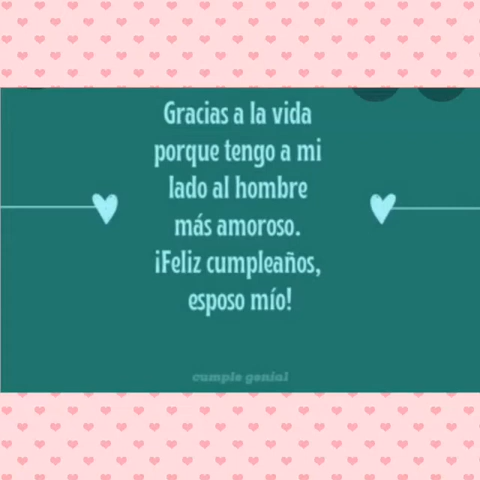 Gracias a la vida
porque tengo a mi
lado al hombre
más amoroso.
¡Feliz cumpleaños,
esposo mío!
cumple genial